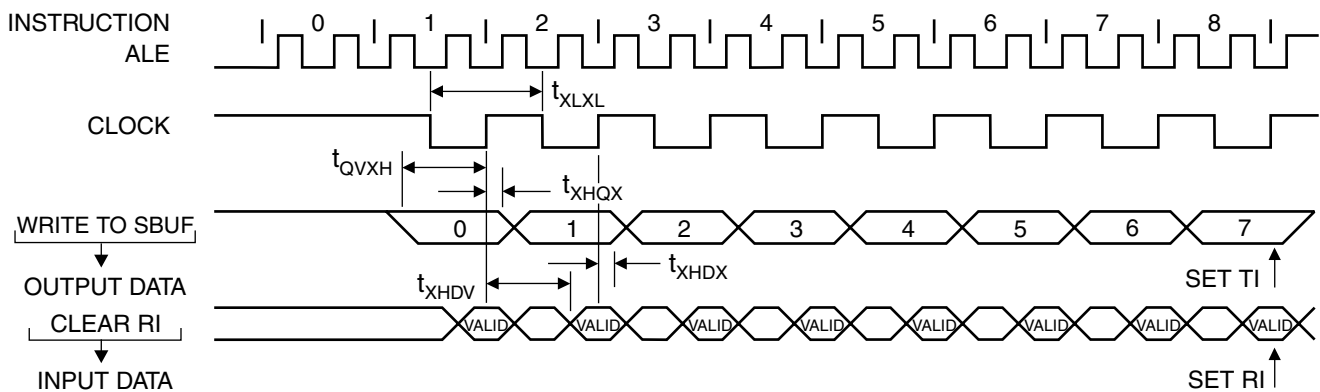 INSTRUCTION 0 1 2 3 4 5 6 7 8
ALE
tXLXL
CLOCK
tQVXH
tXHQX
WRITE TO SBUF
0 1 2 3 4 5 6 7
tXHDX
tXHDV
SET TI
OUTPUT DATA
CLEAR RI
VALID VALID VALID VALID VALID VALID VALID VALID
INPUT DATA
SET RI